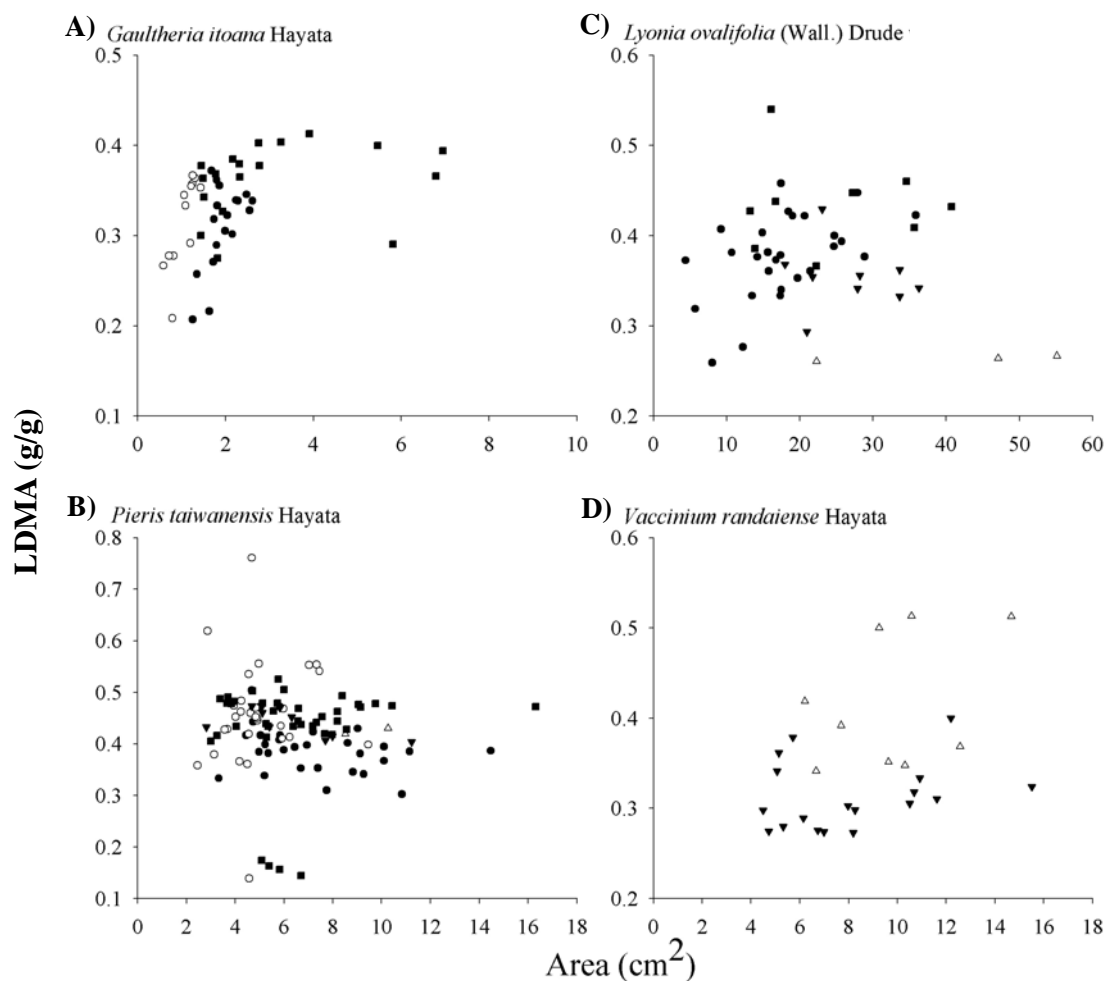 A) Gaultheria itoana Hayata
0.5
0.4
0.3
0.2
0.1
0 2 4 6 8 10
C) Lyonia ovalifolia (Wall.) Drude
0.6
0.5
0.4
0.3
0.2
0 10 20 30 40 50 60
LDMA (g/g)
B) Pieris taiwanensis Hayata
0.8
0.7
0.6
0.5
0.4
0.3
0.2
0.1
0 2 4 6 8 10 12 14 16 18
D) Vaccinium randaiense Hayata
0.6
0.5
0.4
0.3
0.2
0 2 4 6 8 10 12 14 16 18
Area (cm²)